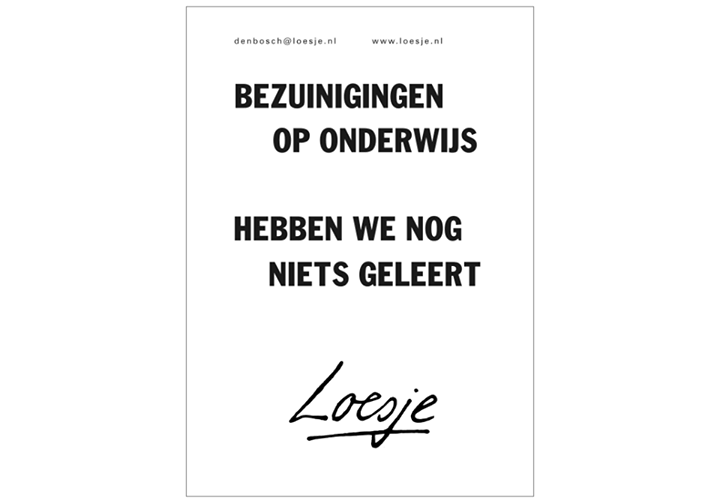 denbosch@loesje.nl www.loesje.nl
BEZUINIGINGEN
OP ONDERWIJS
HEBBEN WE NOG
NIETS GELEERT
Loesje